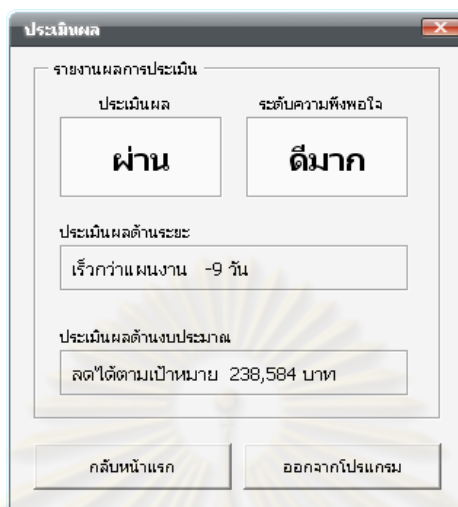 ประเมินผล
รายงานผลการประเมิน
ประเมินผล ระดับความพึงพอใจ
ผ่าน ดีมาก
ประเมินผลด้านระยะ
เร็วกว่าแผนงาน -9 วัน
ประเมินผลด้านงบประมาณ
ลดได้ตามเป้าหมาย 238,584 บาท
กลับหน้าแรก ออกจากโปรแกรม